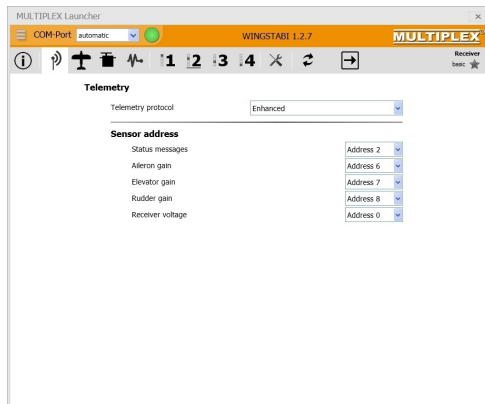 MULTIPLEX Launcher
COM-Port automatic WINGSTABI 1.2.7 MULTIPLEX
1 2 3 4 Receiver
basic
Telemetry
Telemetry protocol Enhanced
Sensor address
Status messages Address 2
Aileron gain Address 6
Elevator gain Address 7
Rudder gain Address 8
Receiver voltage Address 0